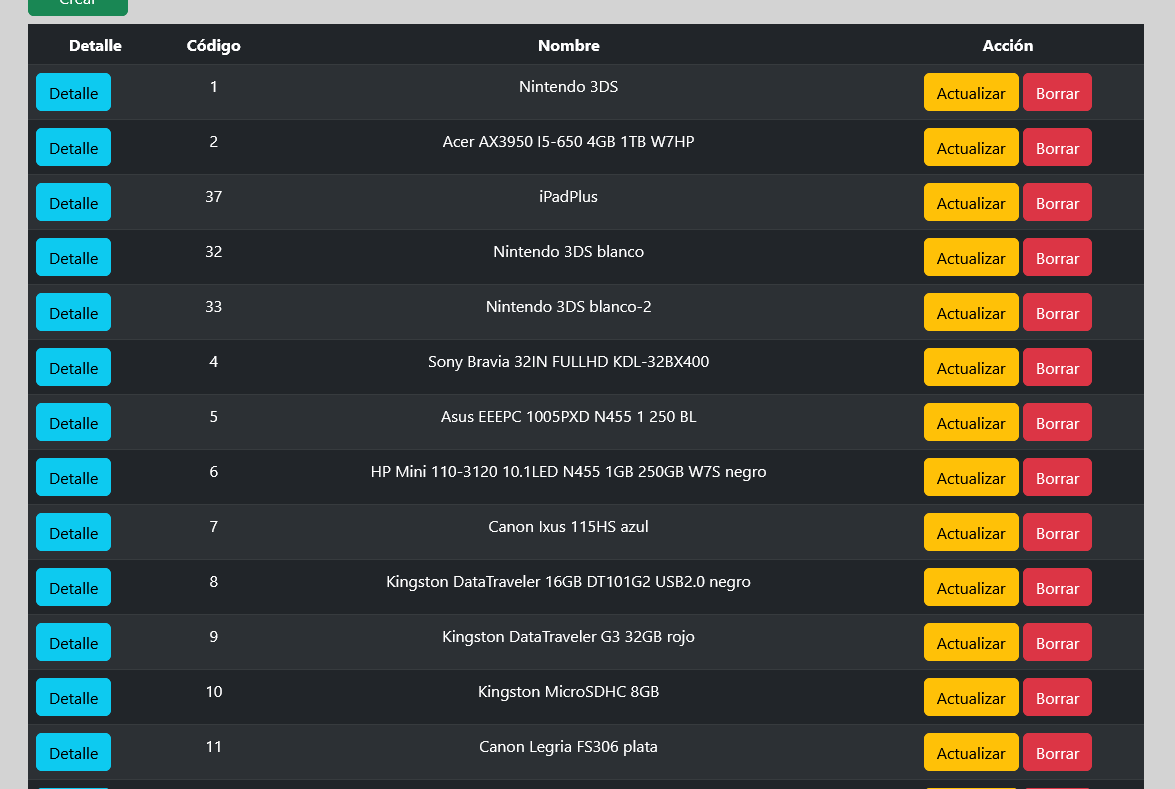 Crear
Detalle Código Nombre Acción
Detalle 1 Nintendo 3DS Actualizar Borrar
Detalle 2 Acer AX3950 I5-650 4GB 1TB W7HP Actualizar Borrar
Detalle 37 iPadPlus Actualizar Borrar
Detalle 32 Nintendo 3DS blanco Actualizar Borrar
Detalle 33 Nintendo 3DS blanco-2 Actualizar Borrar
Detalle 4 Sony Bravia 32IN FULLHD KDL-32BX400 Actualizar Borrar
Detalle 5 Asus EEEPC 1005PXD N455 1 250 BL Actualizar Borrar
Detalle 6 HP Mini 110-3120 10.1LED N455 1GB 250GB W7S negro Actualizar Borrar
Detalle 7 Canon Ixus 115HS azul Actualizar Borrar
Detalle 8 Kingston DataTraveler 16GB DT101G2 USB2.0 negro Actualizar Borrar
Detalle 9 Kingston DataTraveler G3 32GB rojo Actualizar Borrar
Detalle 10 Kingston MicroSDHC 8GB Actualizar Borrar
Detalle 11 Canon Legria FS306 plata Actualizar Borrar